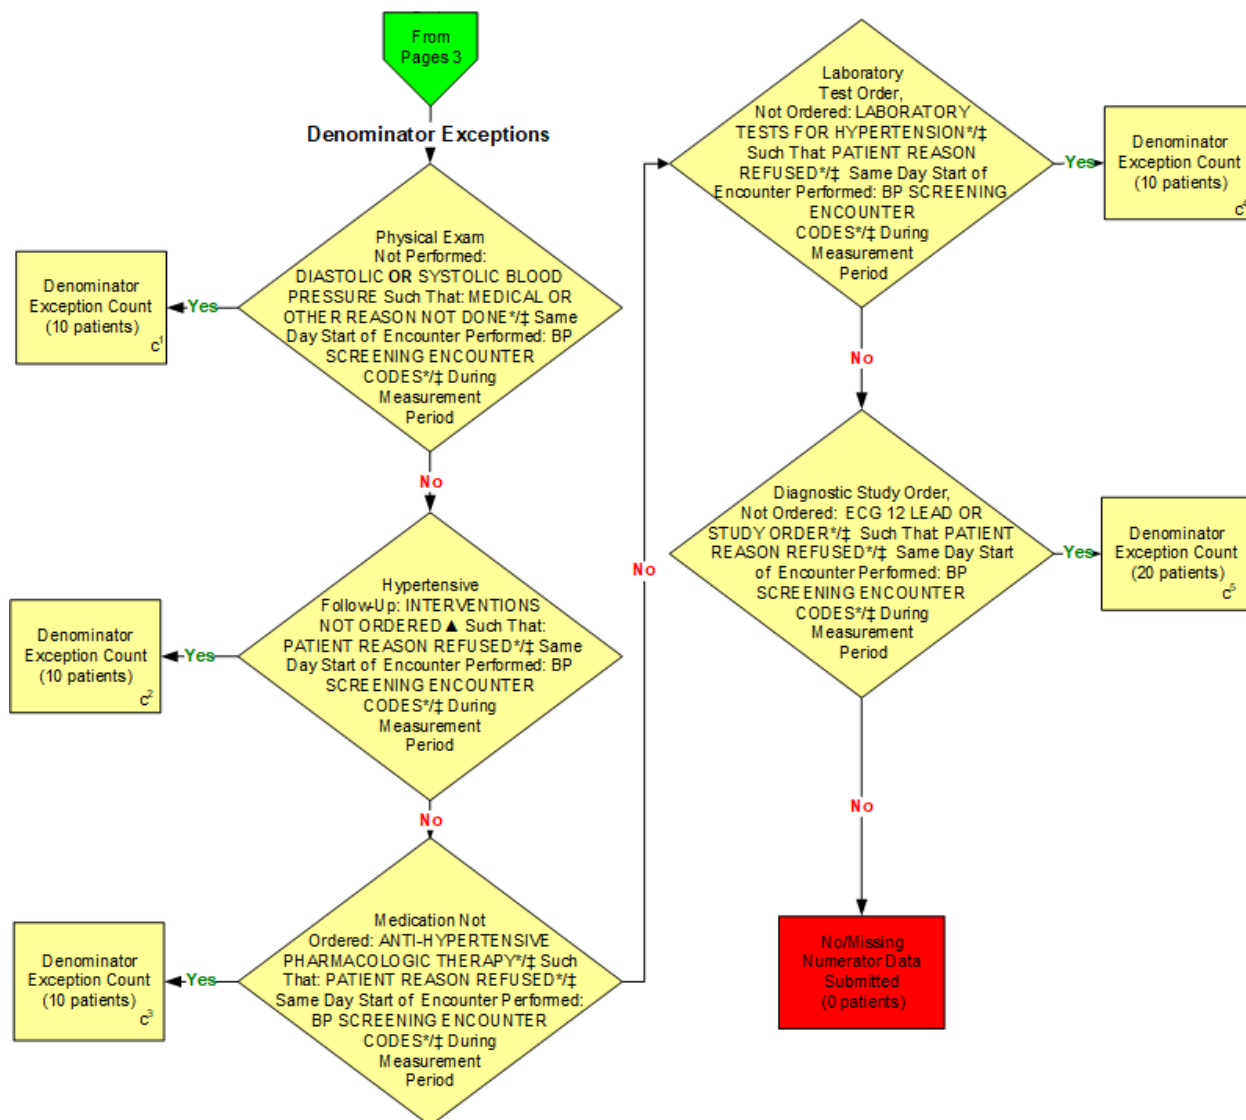 From
Pages 3
Denominator Exceptions
Physical Exam
Not Performed:
DIASTOLIC OR SYSTOLIC BLOOD
PRESSURE Such That: MEDICAL OR
OTHER REASON NOT DONE*/‡ Same
Day Start of Encounter Performed: BP
SCREENING ENCOUNTER
CODES*/‡ During
Measurement
Period
Yes
Denominator
Exception Count
(10 patients)
c1
No
Hypertensive
Follow-Up: INTERVENTIONS
NOT ORDERED▲ Such That:
PATIENT REASON REFUSED*/‡ Same
Day Start of Encounter Performed: BP
SCREENING ENCOUNTER
CODES*/‡ During
Measurement
Period
Yes
Denominator
Exception Count
(10 patients)
c2
No
Medication Not
Ordered: ANTI-HYPERTENSIVE
PHARMACOLOGIC THERAPY*/‡ Such
That: PATIENT REASON REFUSED*/‡
Same Day Start of Encounter Performed:
BP SCREENING ENCOUNTER
CODES*/‡ During
Measurement
Period
Yes
Denominator
Exception Count
(10 patients)
c3
No
Laboratory
Test Order,
Not Ordered: LABORATORY
TESTS FOR HYPERTENSION*/‡
Such That PATIENT REASON
REFUSED*/‡ Same Day Start of
Encounter Performed: BP SCREENING
ENCOUNTER
CODES*/‡ During
Measurement
Period
Yes
Denominator
Exception Count
(10 patients)
c4
No
Diagnostic Study Order,
Not Ordered: ECG 12 LEAD OR
STUDY ORDER*/‡ Such That PATIENT
REASON REFUSED*/‡ Same Day Start
of Encounter Performed: BP
SCREENING ENCOUNTER
CODES*/‡ During
Measurement
Period
Yes
Denominator
Exception Count
(20 patients)
c5
No
No/Missing
Numerator Data
Submitted
(0 patients)